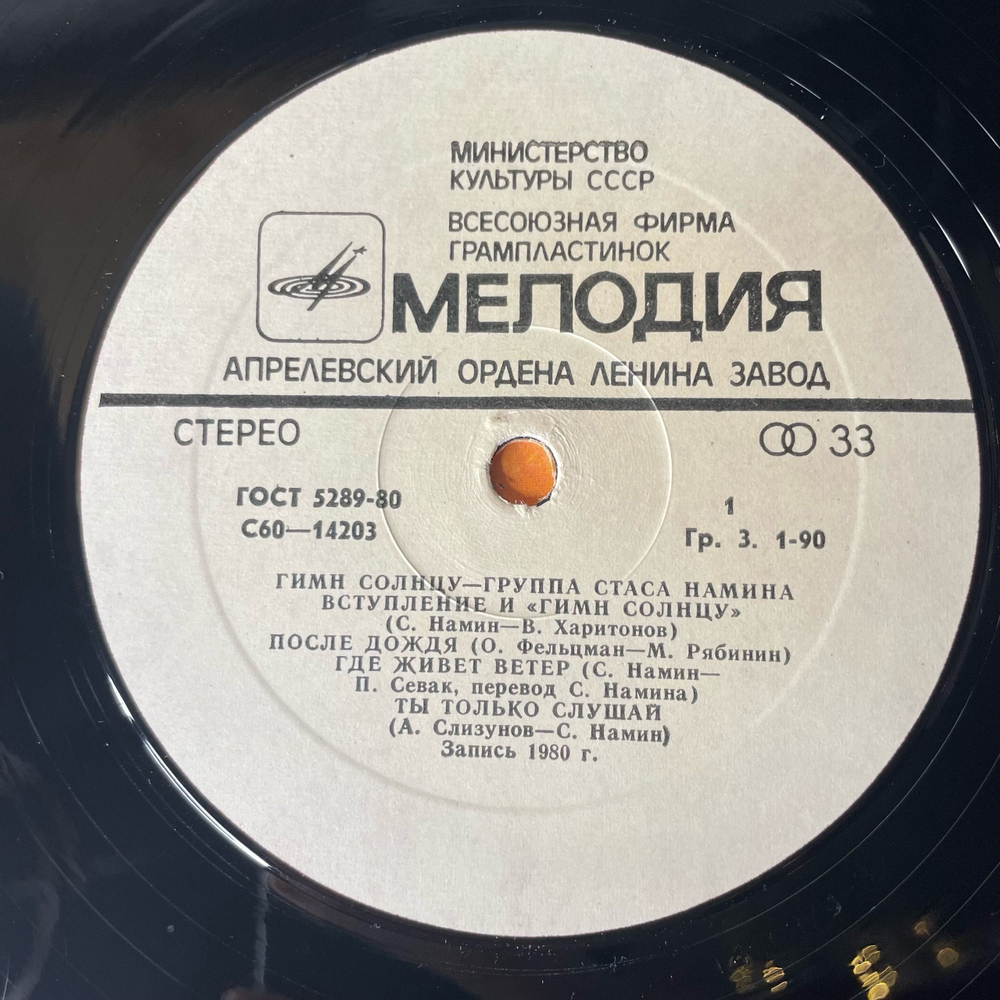 МИНИСТЕРСТВО
КУЛЬТУРЫ СССР
ВСЕСОЮЗНАЯ ФИРМА
ГРАМПЛАСТИНОК
МЕЛОДИЯ
АПРЕЛЕВСКИЙ ОРДЕНА ЛЕНИНА ЗАВОД
СТЕРЕО
33
ГОСТ 5289-80
С60—14203
1
Гр. 3. 1-90
ГИМН СОЛНЦУ—ГРУППА СТАСА НАМИНА
ВСТУПЛЕНИЕ И «ГИМН СОЛНЦУ»
(С. Намин—В. Харитонов)
ПОСЛЕ ДОЖДЯ (О. Фельцман—М. Рябинин)
ГДЕ ЖИВЕТ ВЕТЕР (С. Намин—
П. Севак, перевод С. Намина)
ТЫ ТОЛЬКО СЛУШАЙ
(А. Слизунов—С. Намин)
Запись 1980 г.